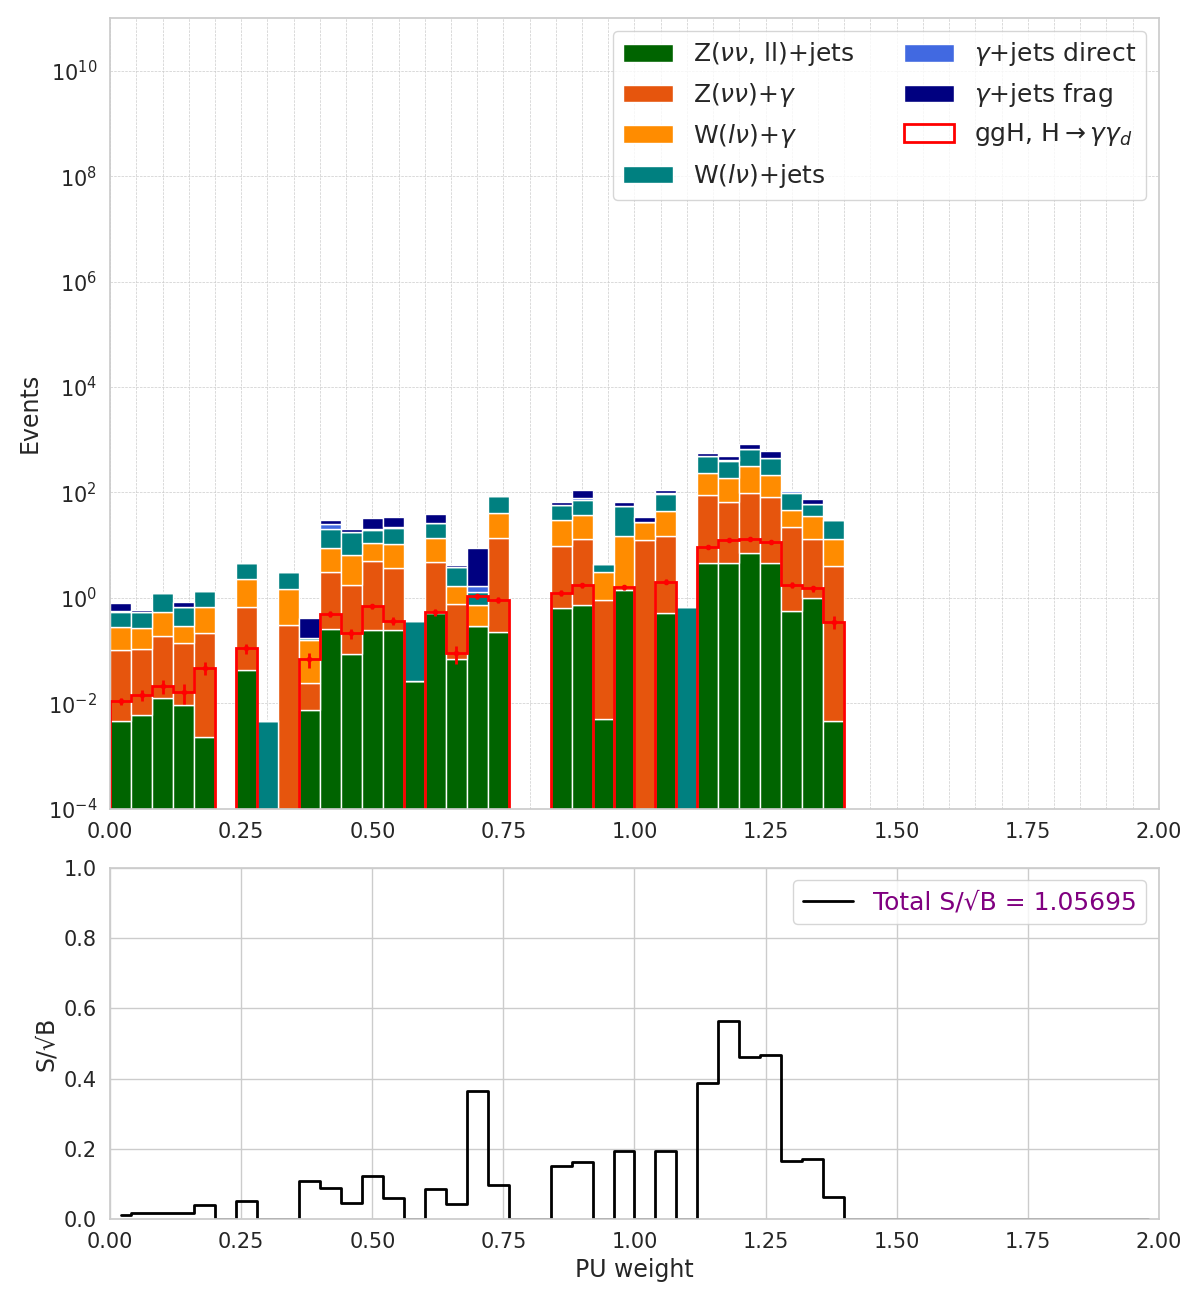 Z(νν, ll)+jets
Z(νν)+γ
W(lν)+γ
W(lν)+jets
γ+jets direct
γ+jets frag
ggH, H→γγ_d
Events
10^10
10^8
10^6
10^4
10^2
10^0
10^−2
10^−4
0.00 0.25 0.50 0.75 1.00 1.25 1.50 1.75 2.00
Total S/√B = 1.05695
S/√B
1.0
0.8
0.6
0.4
0.2
0.0
0.00 0.25 0.50 0.75 1.00 1.25 1.50 1.75 2.00
PU weight